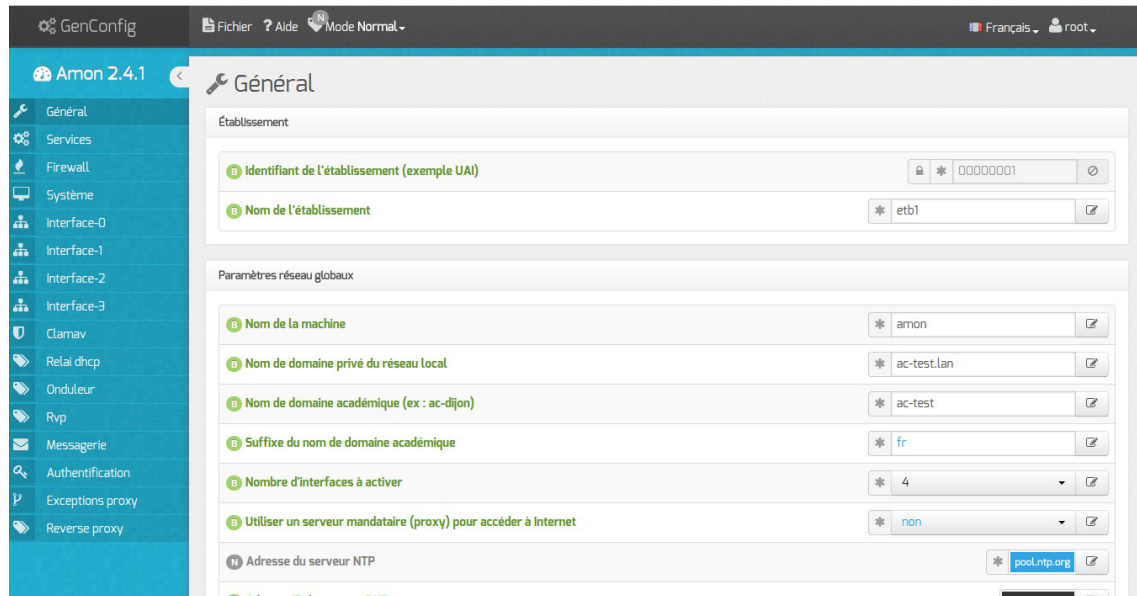 GenConfig
Fichier ? Aide N Mode Normal
Français root
Amon 2.4.1
Général
Services
Firewall
Système
Interface-0
Interface-1
Interface-2
Interface-3
Clamav
Relai dhcp
Onduleur
Rvp
Messagerie
Authentification
Exceptions proxy
Reverse proxy
Général
Établissement
B Identifiant de l'établissement (exemple UAI) 00000001
B Nom de l'établissement etb1
Paramètres réseau globaux
B Nom de la machine amon
B Nom de domaine privé du réseau local ac-test.lan
B Nom de domaine académique (ex : ac-dijon) ac-test
B Suffixe du nom de domaine académique fr
B Nombre d'interfaces à activer 4
B Utiliser un serveur mandataire (proxy) pour accéder à Internet non
N Adresse du serveur NTP pool.ntp.org